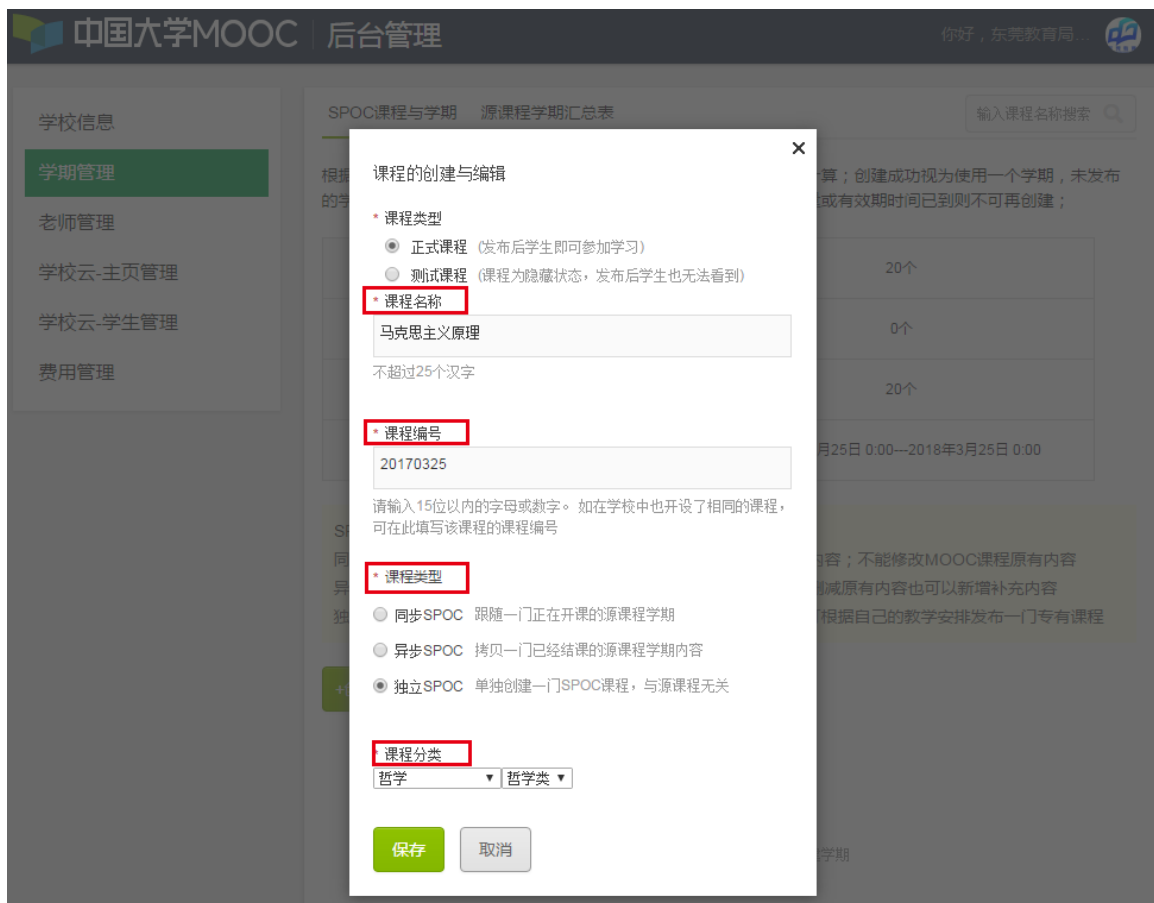 中国大学MOOC 后台管理
你好，东莞教育局...
学校信息
学期管理
老师管理
学校云-主页管理
学校云-学生管理
费用管理
SPOC课程与学期 源课程学期汇总表
输入课程名称搜索
根据
算；创建成功视为使用一个学期，未发布
的学
或有效期时间已到则不可再创建；
20个
0个
20个
月25日 0:00---2018年3月25日 0:00
同
内容；不能修改MOOC课程原有内容
异
删减原有内容也可以新增补充内容
独
可根据自己的教学安排发布一门专有课程
学期
×
课程的创建与编辑
* 课程类型
正式课程 (发布后学生即可参加学习)
测试课程 (课程为隐藏状态，发布后学生也无法看到)
* 课程名称
马克思主义原理
不超过25个汉字
* 课程编号
20170325
请输入15位以内的字母或数字。如在学校中也开设了相同的课程，
可在此填写该课程的课程编号
* 课程类型
同步SPOC 跟随一门正在开课的源课程学期
异步SPOC 拷贝一门已经结课的源课程学期内容
独立SPOC 单独创建一门SPOC课程，与源课程无关
* 课程分类
哲学 哲学类
保存 取消